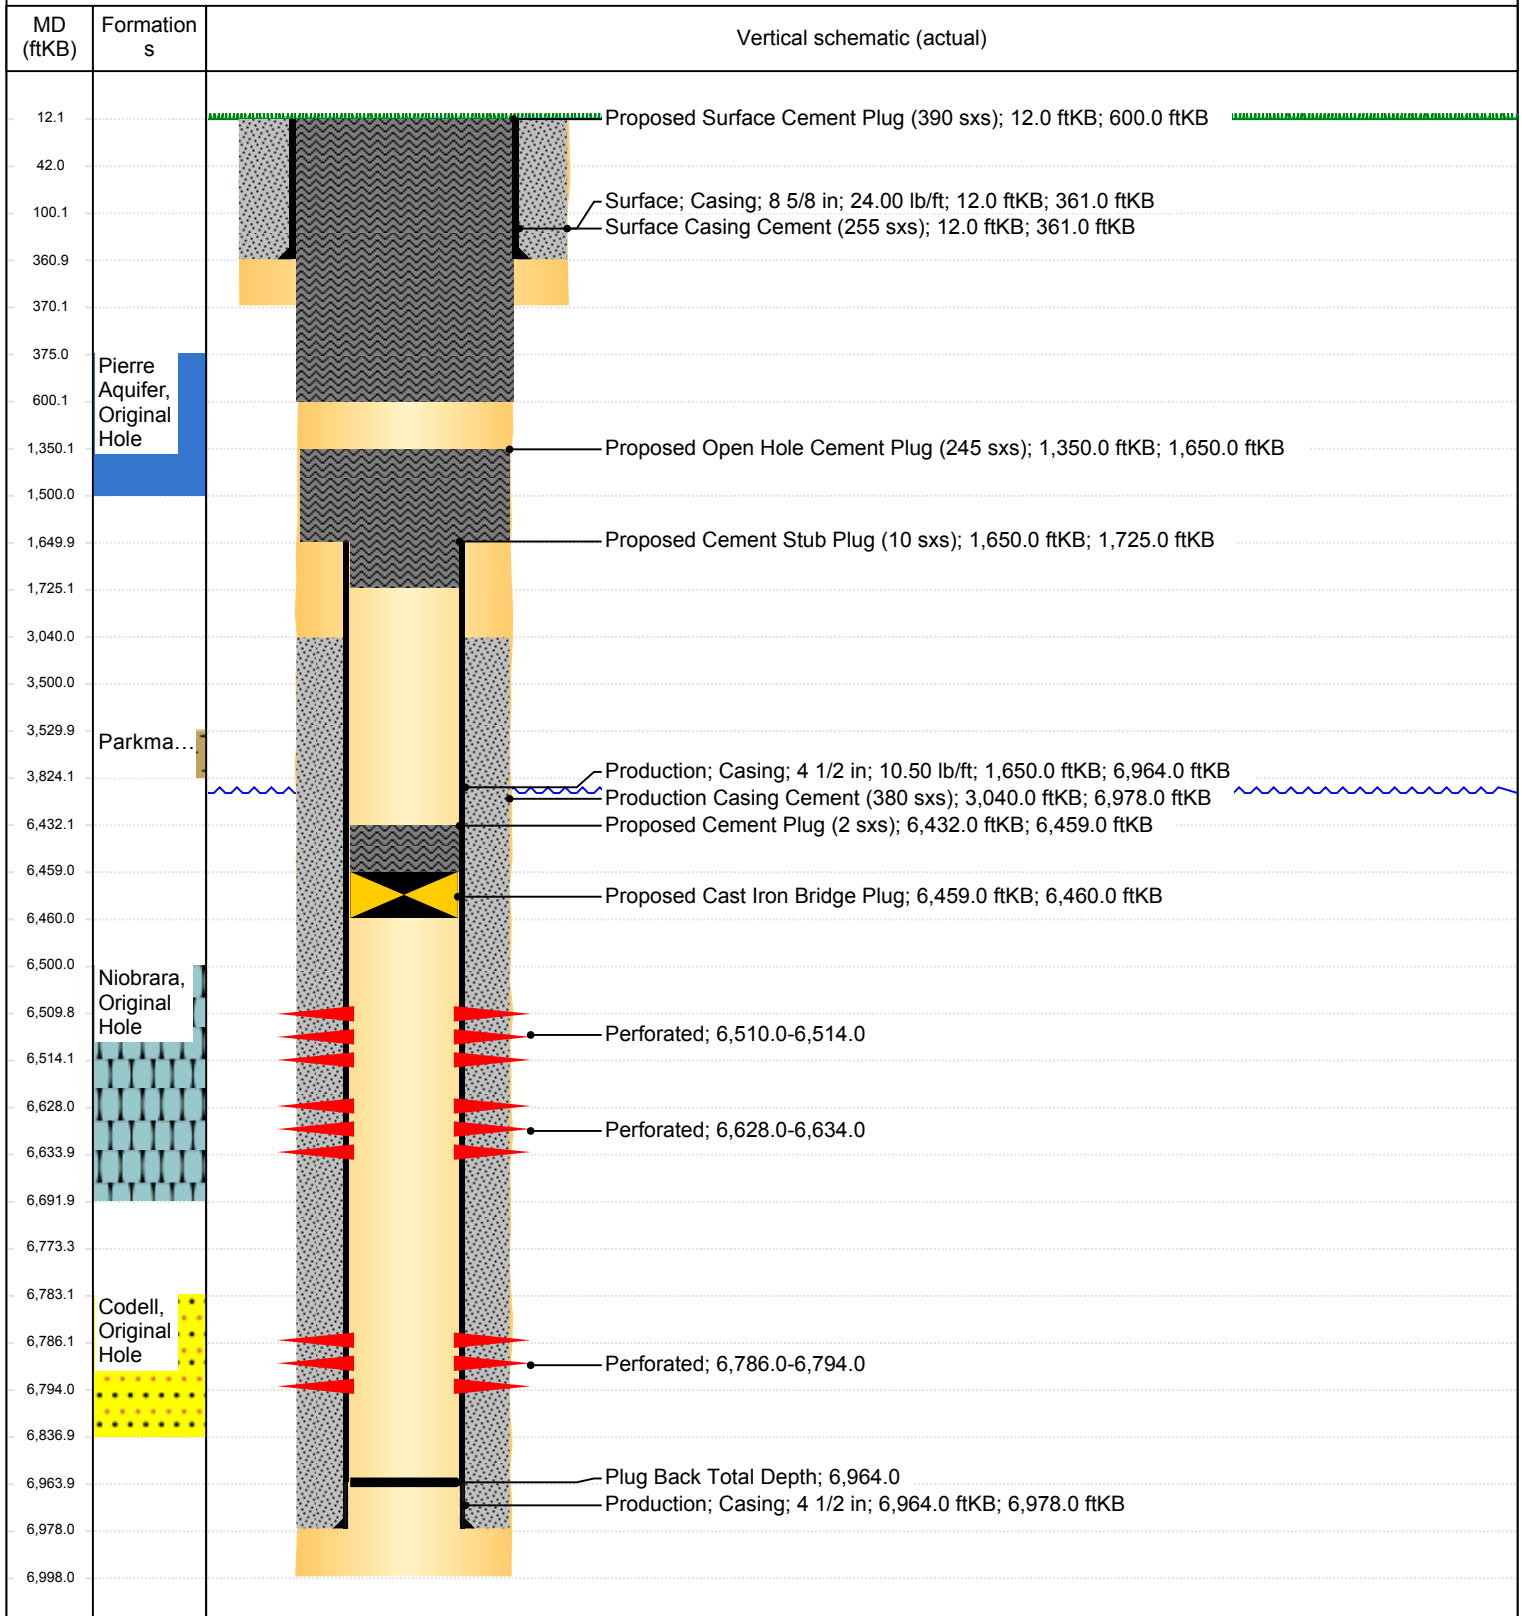 MD
(ftKB)
Formation
s
Vertical schematic (actual)
12.1
Proposed Surface Cement Plug (390 sxs); 12.0 ftKB; 600.0 ftKB
42.0
Surface; Casing; 8 5/8 in; 24.00 lb/ft; 12.0 ftKB; 361.0 ftKB
100.1
Surface Casing Cement (255 sxs); 12.0 ftKB; 361.0 ftKB
360.9
370.1
375.0
Pierre
Aquifer,
Original
Hole
600.1
1,350.1
Proposed Open Hole Cement Plug (245 sxs); 1,350.0 ftKB; 1,650.0 ftKB
1,500.0
1,649.9
Proposed Cement Stub Plug (10 sxs); 1,650.0 ftKB; 1,725.0 ftKB
1,725.1
3,040.0
3,500.0
3,529.9
Parkma...
3,824.1
Production; Casing; 4 1/2 in; 10.50 lb/ft; 1,650.0 ftKB; 6,964.0 ftKB
Production Casing Cement (380 sxs); 3,040.0 ftKB; 6,978.0 ftKB
6,432.1
Proposed Cement Plug (2 sxs); 6,432.0 ftKB; 6,459.0 ftKB
6,459.0
Proposed Cast Iron Bridge Plug; 6,459.0 ftKB; 6,460.0 ftKB
6,460.0
6,500.0
Niobrara,
Original
Hole
6,509.8
Perforated; 6,510.0-6,514.0
6,514.1
6,628.0
Perforated; 6,628.0-6,634.0
6,633.9
6,691.9
6,773.3
6,783.1
Codell,
Original
Hole
6,786.1
Perforated; 6,786.0-6,794.0
6,794.0
6,836.9
Plug Back Total Depth; 6,964.0
6,963.9
Production; Casing; 4 1/2 in; 6,964.0 ftKB; 6,978.0 ftKB
6,978.0
6,998.0